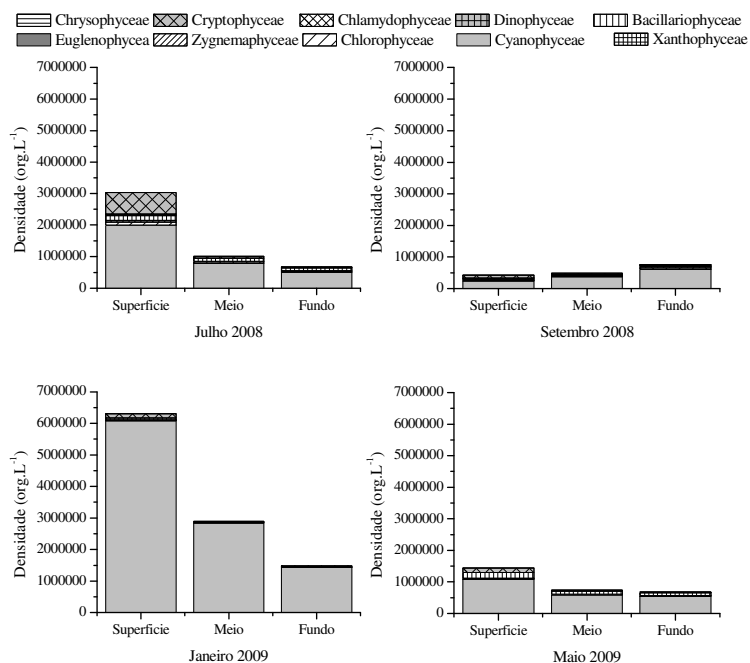 Chrysophyceae Cryptophyceae Chlamydophyceae Dinophyceae Bacillariophyceae
Euglenophycea Zygnemaphyceae Chlorophyceae Cyanophyceae Xanthophyceae
7000000
6000000
5000000
4000000
3000000
2000000
1000000
0
Densidade (org.L⁻¹)
Superficie Meio Fundo
Julho 2008
7000000
6000000
5000000
4000000
3000000
2000000
1000000
0
Densidade (org.L⁻¹)
Superficie Meio Fundo
Setembro 2008
7000000
6000000
5000000
4000000
3000000
2000000
1000000
0
Densidade (org.L⁻¹)
Superficie Meio Fundo
Janeiro 2009
7000000
6000000
5000000
4000000
3000000
2000000
1000000
0
Densidade (org.L⁻¹)
Superficie Meio Fundo
Maio 2009